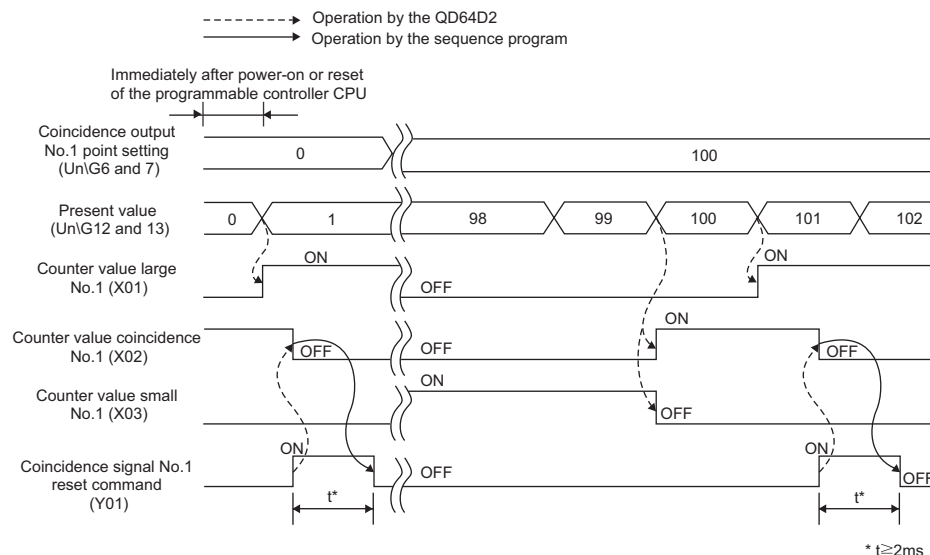 Operation by the QD64D2
Operation by the sequence program
Immediately after power-on or reset
of the programmable controller CPU
Coincidence output
No.1 point setting
(Un\G6 and 7)
0
100
Present value
(Un\G12 and 13)
0
1
98
99
100
101
102
Counter value large
No.1 (X01)
ON
OFF
ON
Counter value coincidence
No.1 (X02)
OFF
OFF
ON
OFF
Counter value small
No.1 (X03)
ON
OFF
Coincidence signal No.1
reset command
(Y01)
ON
OFF
ON
OFF
t*
t*
* t≧2ms